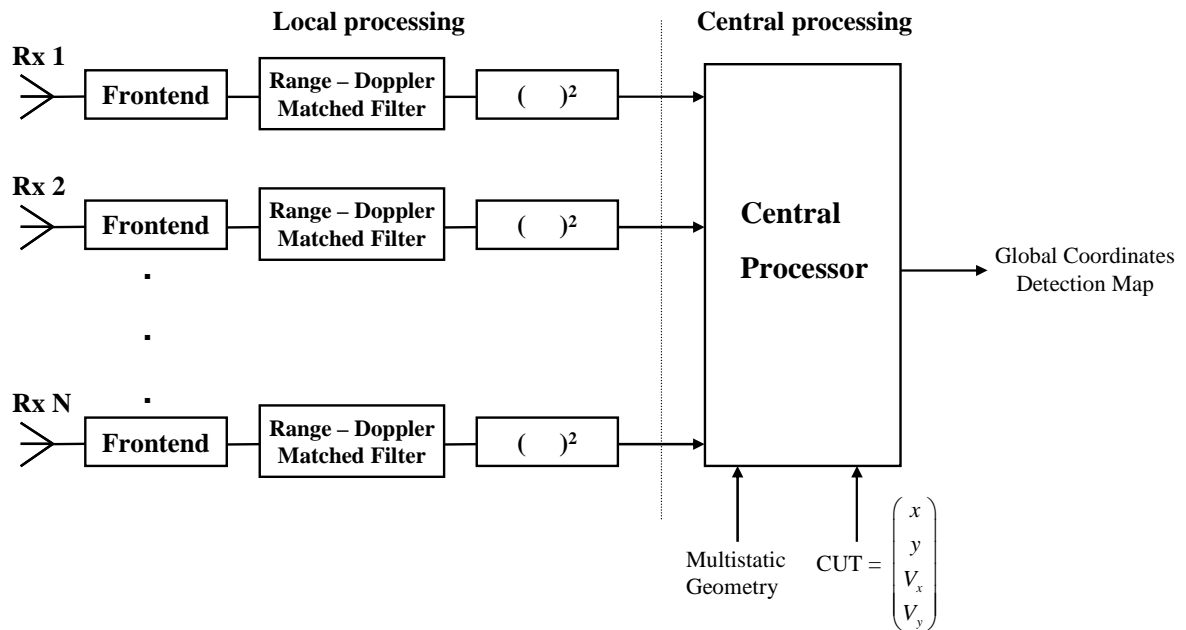 Local processing
Central processing
Rx 1
Frontend
Range – Doppler
Matched Filter
( )²
Rx 2
Frontend
Range – Doppler
Matched Filter
( )²
Central
Processor
Global Coordinates
Detection Map
Rx N
Frontend
Range – Doppler
Matched Filter
( )²
Multistatic
Geometry
CUT =
x
y
Vₓ
V_y